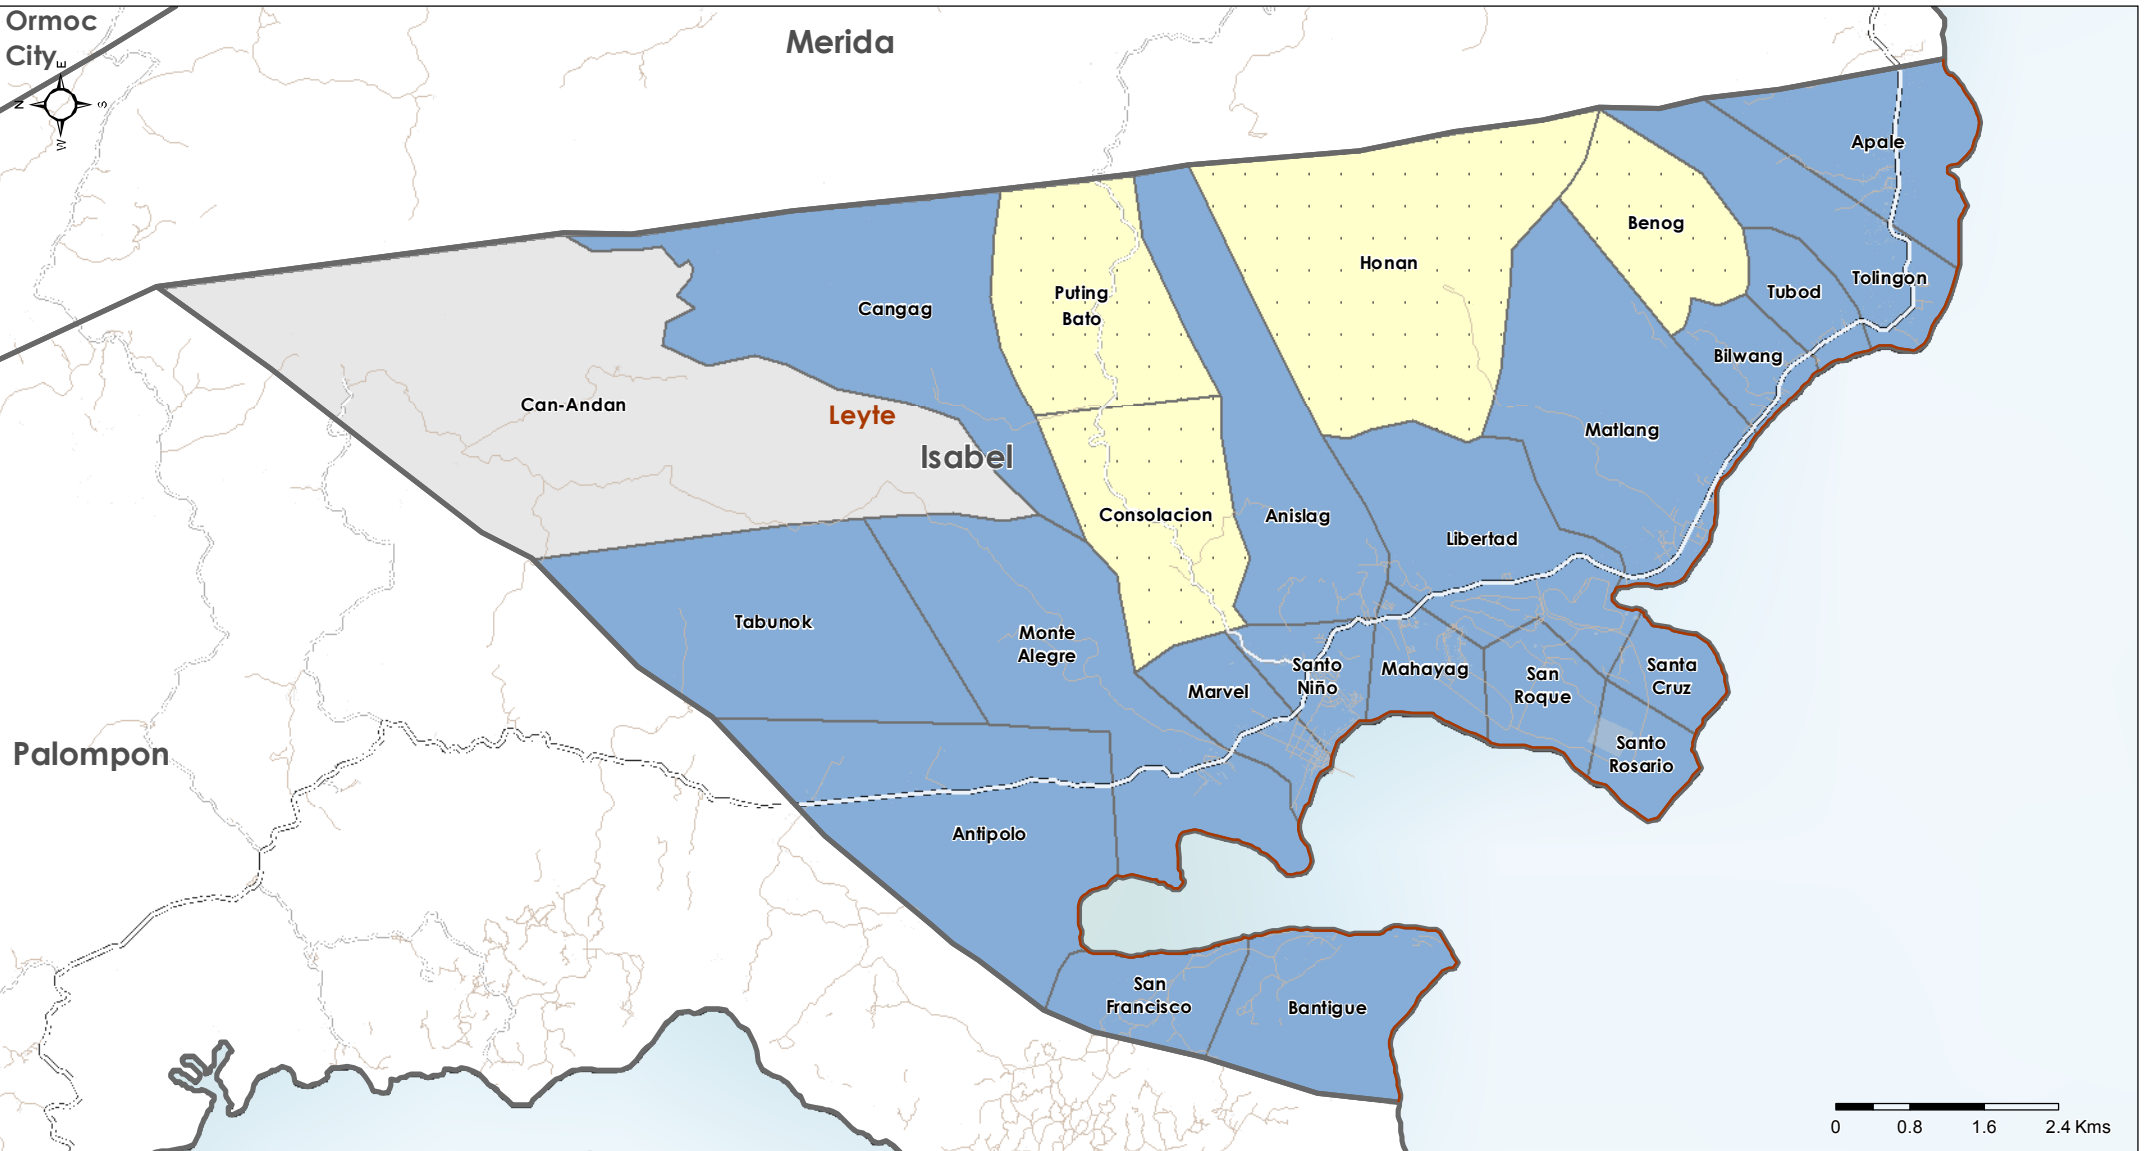 Ormoc
City
Merida
E
N
S
W
Apale
Benog
Honan
Tolingon
Puting
Bato
Tubod
Cangag
Bilwang
Can-Andan
Leyte
Matlang
Isabel
Consolacion
Anislag
Libertad
Tabunok
Monte
Alegre
Santo
Niño
Mahayag
San
Roque
Santa
Cruz
Marvel
Palompon
Santo
Rosario
Antipolo
San
Francisco
Bantigue
0 0.8 1.6 2.4 Kms